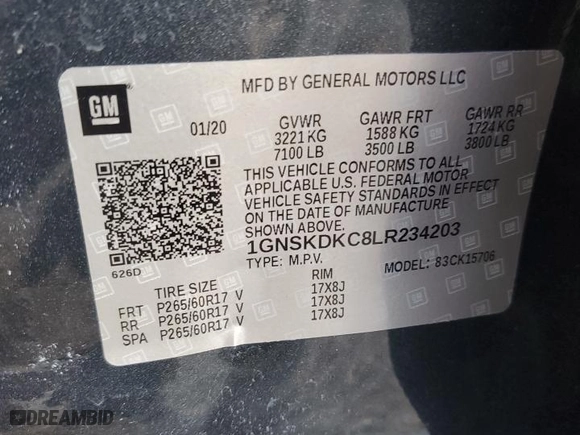 MFD BY GENERAL MOTORS LLC
GM
01/20 GVWR GAWR FRT GAWR RR
3221 KG 1588 KG 1724 KG
7100 LB 3500 LB 3800 LB
THIS VEHICLE CONFORMS TO ALL
APPLICABLE U.S. FEDERAL MOTOR
VEHICLE SAFETY STANDARDS IN EFFECT
ON THE DATE OF MANUFACTURE
SHOWN ABOVE.
1GNSKDKC8LR234203
TYPE: M.P.V. MODEL: 83CK15706
626D
TIRE SIZE RIM
FRT P265/60R17 V 17X8J
RR P265/60R17 V 17X8J
SPA P265/60R17 V 17X8J
DREAMBID